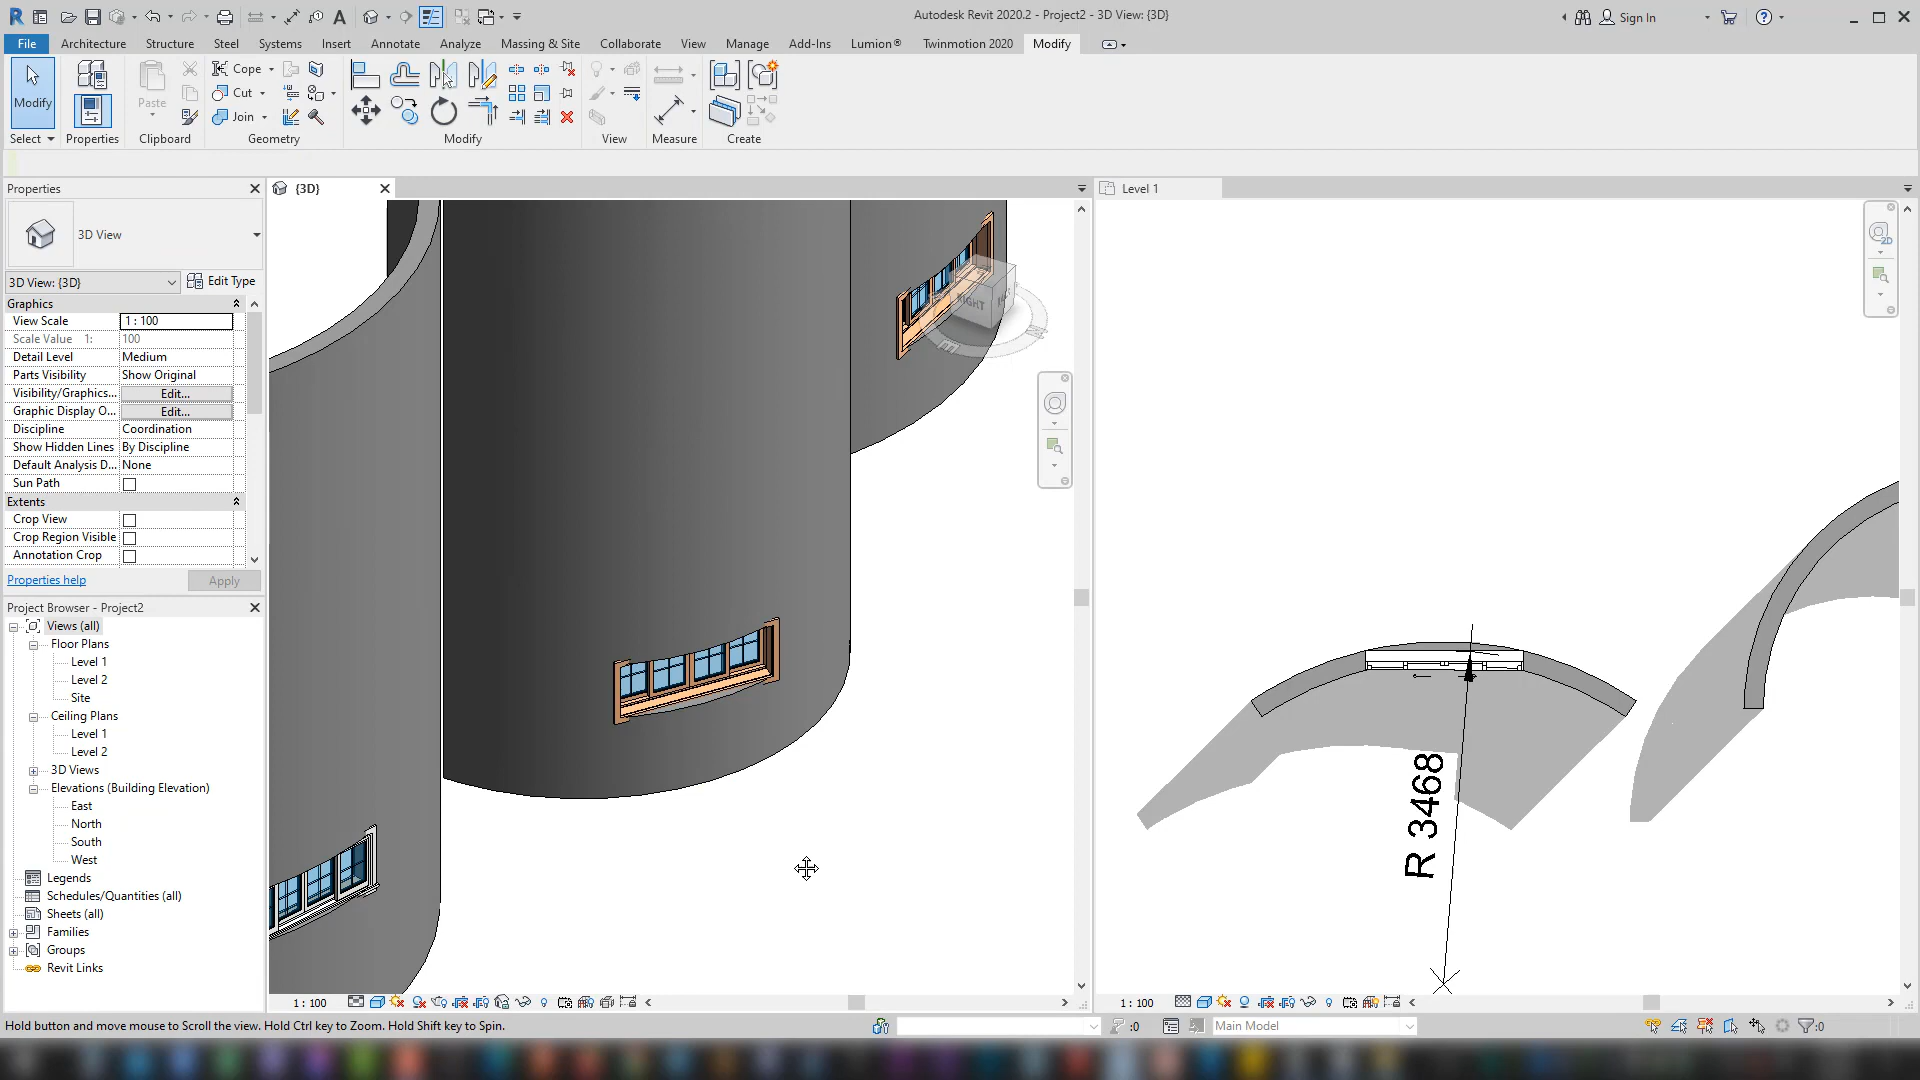 Autodesk Revit 2020.2 - Project2 - 3D View: {3D}
Sign In
File Architecture Structure Steel Systems Insert Annotate Analyze Massing & Site Collaborate View Manage Add-Ins Lumion® Twinmotion 2020 Modify
Modify
Paste
Cope
Cut
Join
Select Properties Clipboard Geometry Modify View Measure Create
Properties
{3D}
Level 1
3D View
3D View: {3D}
Edit Type
Graphics
View Scale 1 : 100
Scale Value 1: 100
Detail Level Medium
Parts Visibility Show Original
Visibility/Graphics... Edit...
Graphic Display O... Edit...
Discipline Coordination
Show Hidden Lines By Discipline
Default Analysis D... None
Sun Path
Extents
Crop View
Crop Region Visible
Annotation Crop
Properties help
Apply
Project Browser - Project2
Views (all)
Floor Plans
Level 1
Level 2
Site
Ceiling Plans
Level 1
Level 2
3D Views
Elevations (Building Elevation)
East
North
South
West
Legends
Schedules/Quantities (all)
Sheets (all)
Families
Groups
Revit Links
RIGHT
2D
R 3468
1 : 100
1 : 100
Hold button and move mouse to Scroll the view. Hold Ctrl key to Zoom. Hold Shift key to Spin.
:0
Main Model
:0